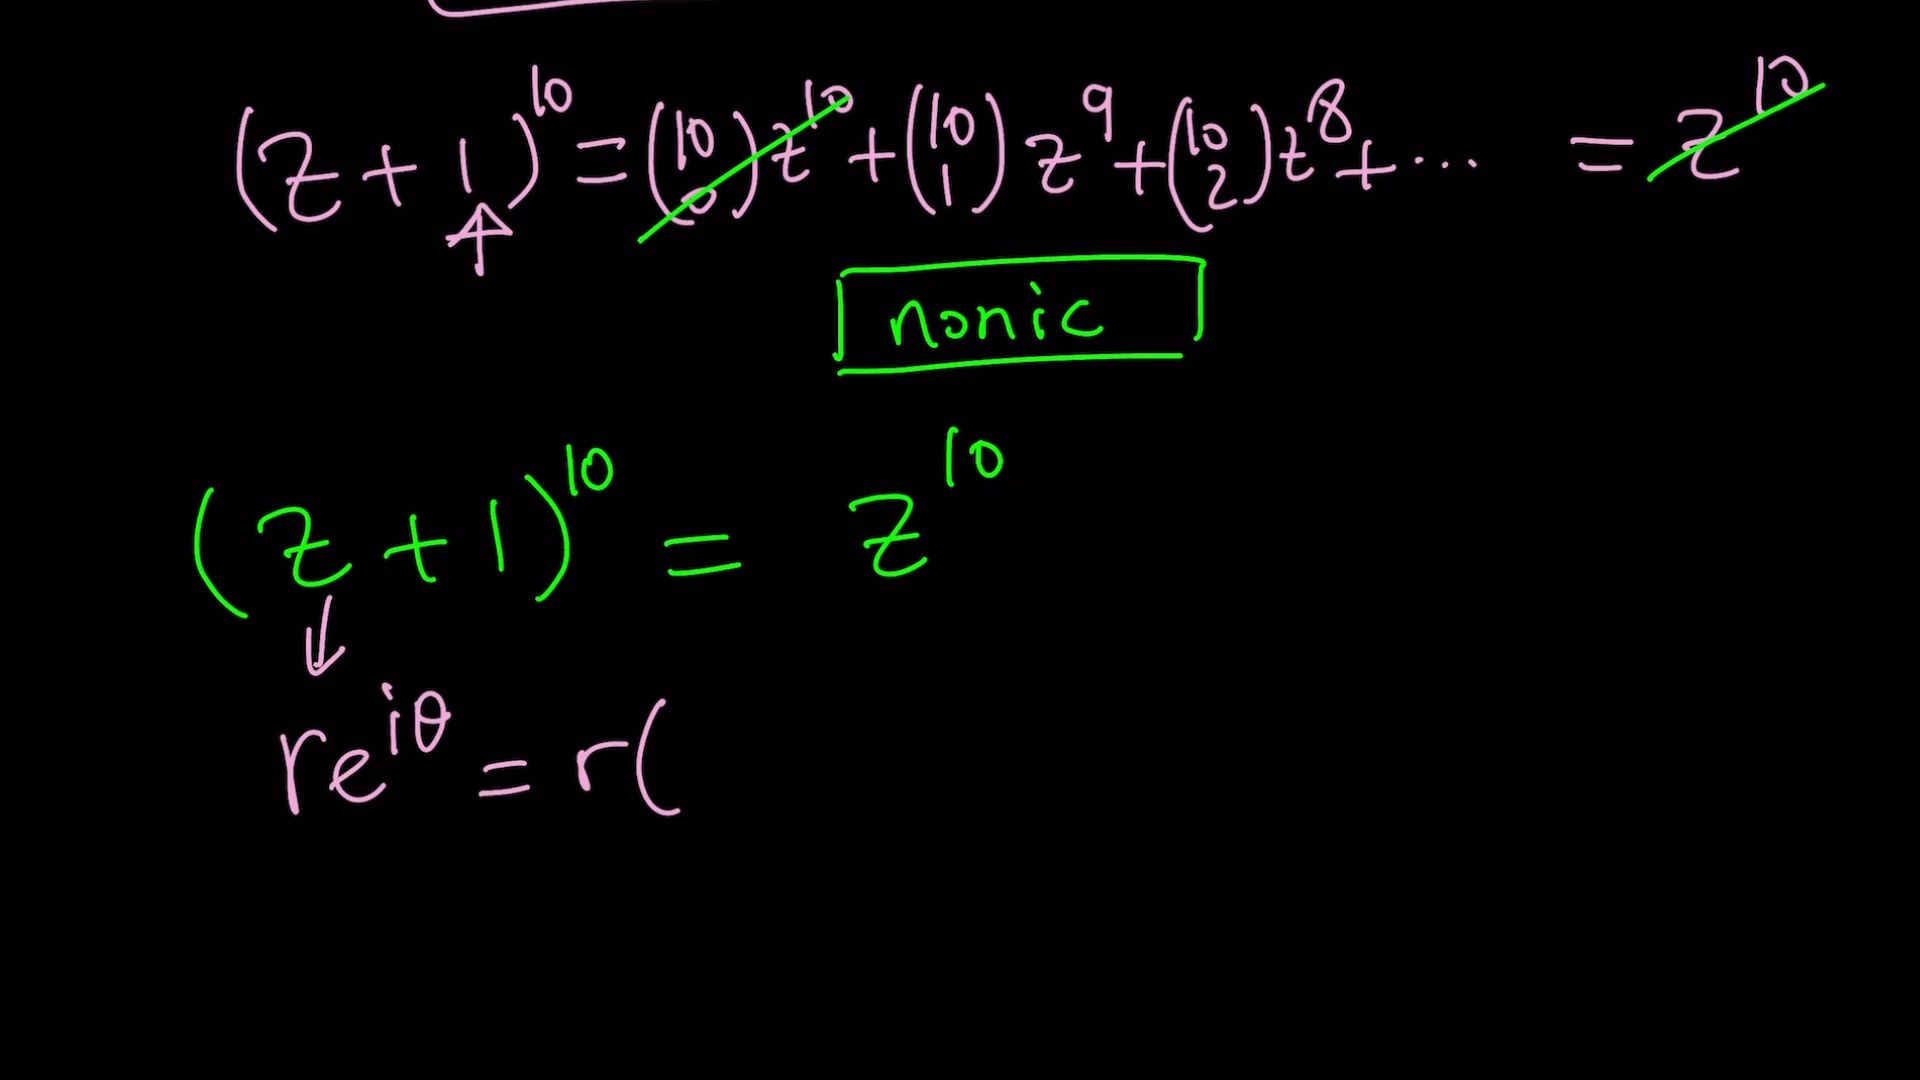 (z + 1)^10 = (10 0) z^10 + (10 1) z^9 + (10 2) z^8 + ... = z^10
nonic
(z + 1)^10 = z^10
re^iθ = r(